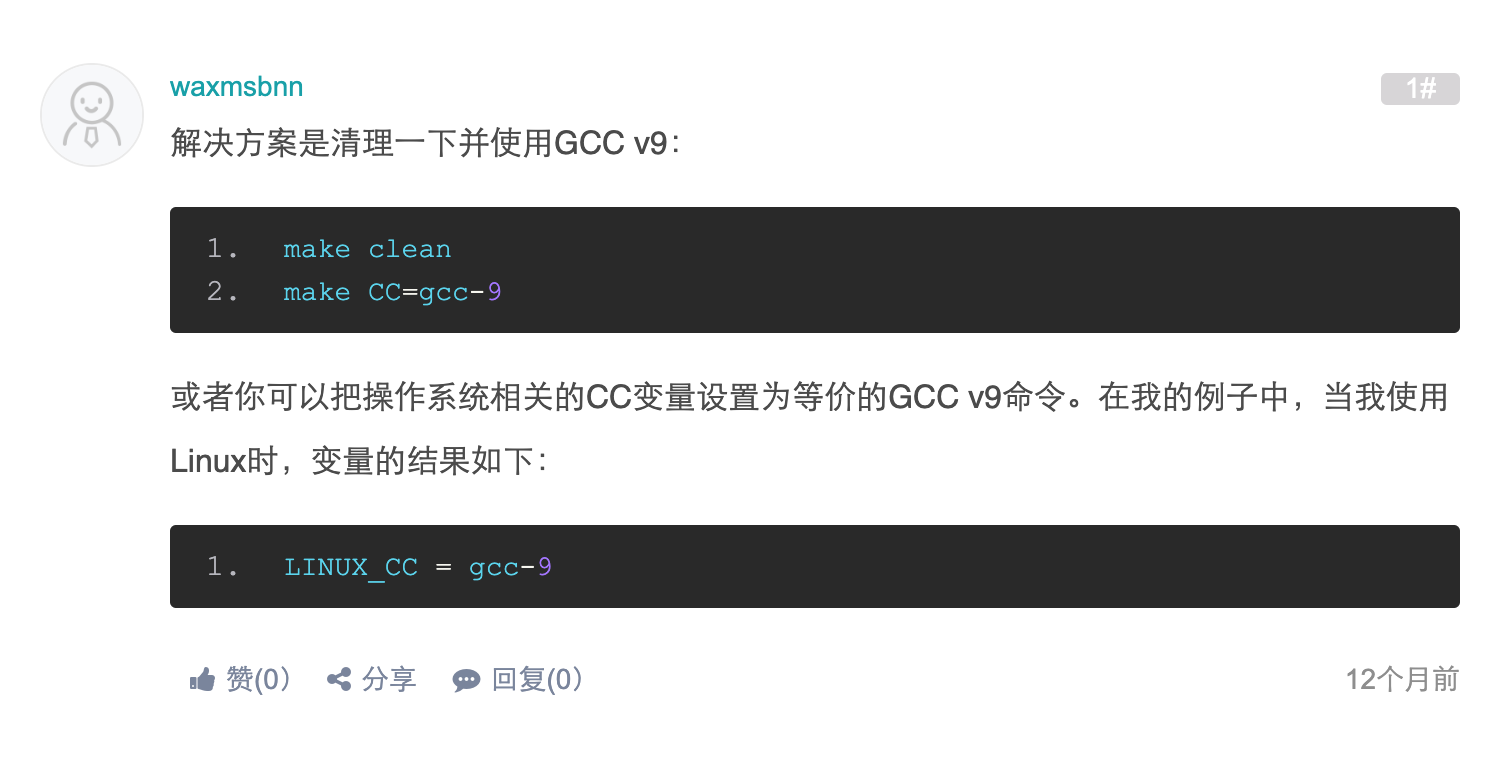 waxmsbnn
1#
解决方案是清理一下并使用GCC v9：
1. make clean
2. make CC=gcc-9
或者你可以把操作系统相关的CC变量设置为等价的GCC v9命令。在我的例子中，当我使用
Linux时，变量的结果如下：
1. LINUX_CC = gcc-9
赞(0） 分享 回复(0） 12个月前